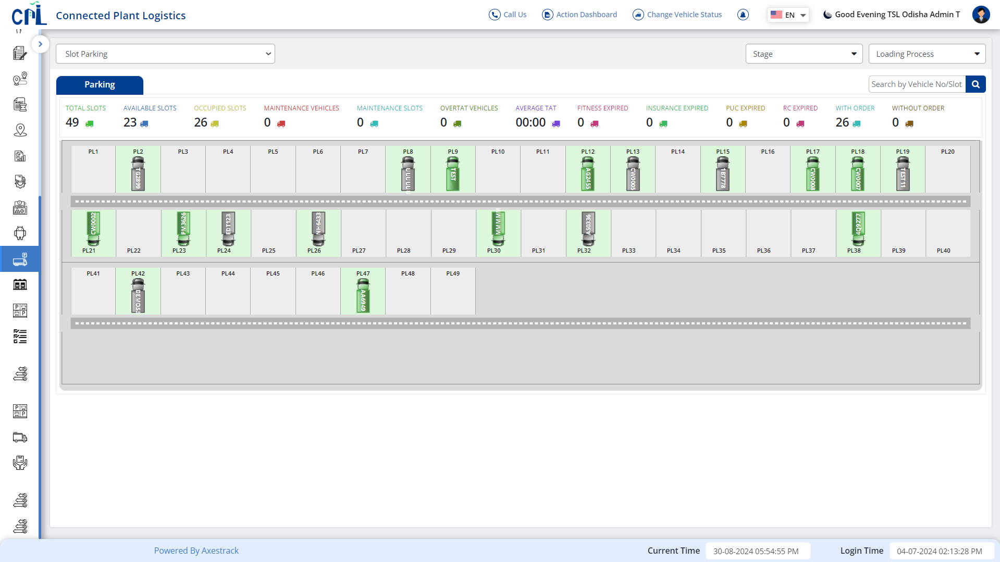 CPL Connected Plant Logistics
Call Us
Action Dashboard
Change Vehicle Status
EN
Good Evening TSL Odisha Admin T
Slot Parking
Stage
Loading Process
Parking
Search by Vehicle No/Slot
TOTAL SLOTS AVAILABLE SLOTS OCCUPIED SLOTS MAINTENANCE VEHICLES MAINTENANCE SLOTS OVERTAT VEHICLES AVERAGE TAT FITNESS EXPIRED INSURANCE EXPIRED PUC EXPIRED RC EXPIRED WITH ORDER WITHOUT ORDER
49 23 26 0 0 0 00:00 0 0 0 0 26 0
PL1 PL2 PL3 PL4 PL5 PL6 PL7 PL8 PL9 PL10 PL11 PL12 PL13 PL14 PL15 PL16 PL17 PL18 PL19 PL20
TG2899 UUUUUU TEST AG2455 CW0005 1B7778 CW0008 CW0007 TEST11
CW0002 PM3626 EDT123 NH6433 MMMMMM AS0336 4Q9277
PL21 PL22 PL23 PL24 PL25 PL26 PL27 PL28 PL29 PL30 PL31 PL32 PL33 PL34 PL35 PL36 PL37 PL38 PL39 PL40
PL41 PL42 PL43 PL44 PL45 PL46 PL47 PL48 PL49
DEMOSS AA6949
Powered By Axestrack
Current Time 30-08-2024 05:54:55 PM
Login Time 04-07-2024 02:13:28 PM